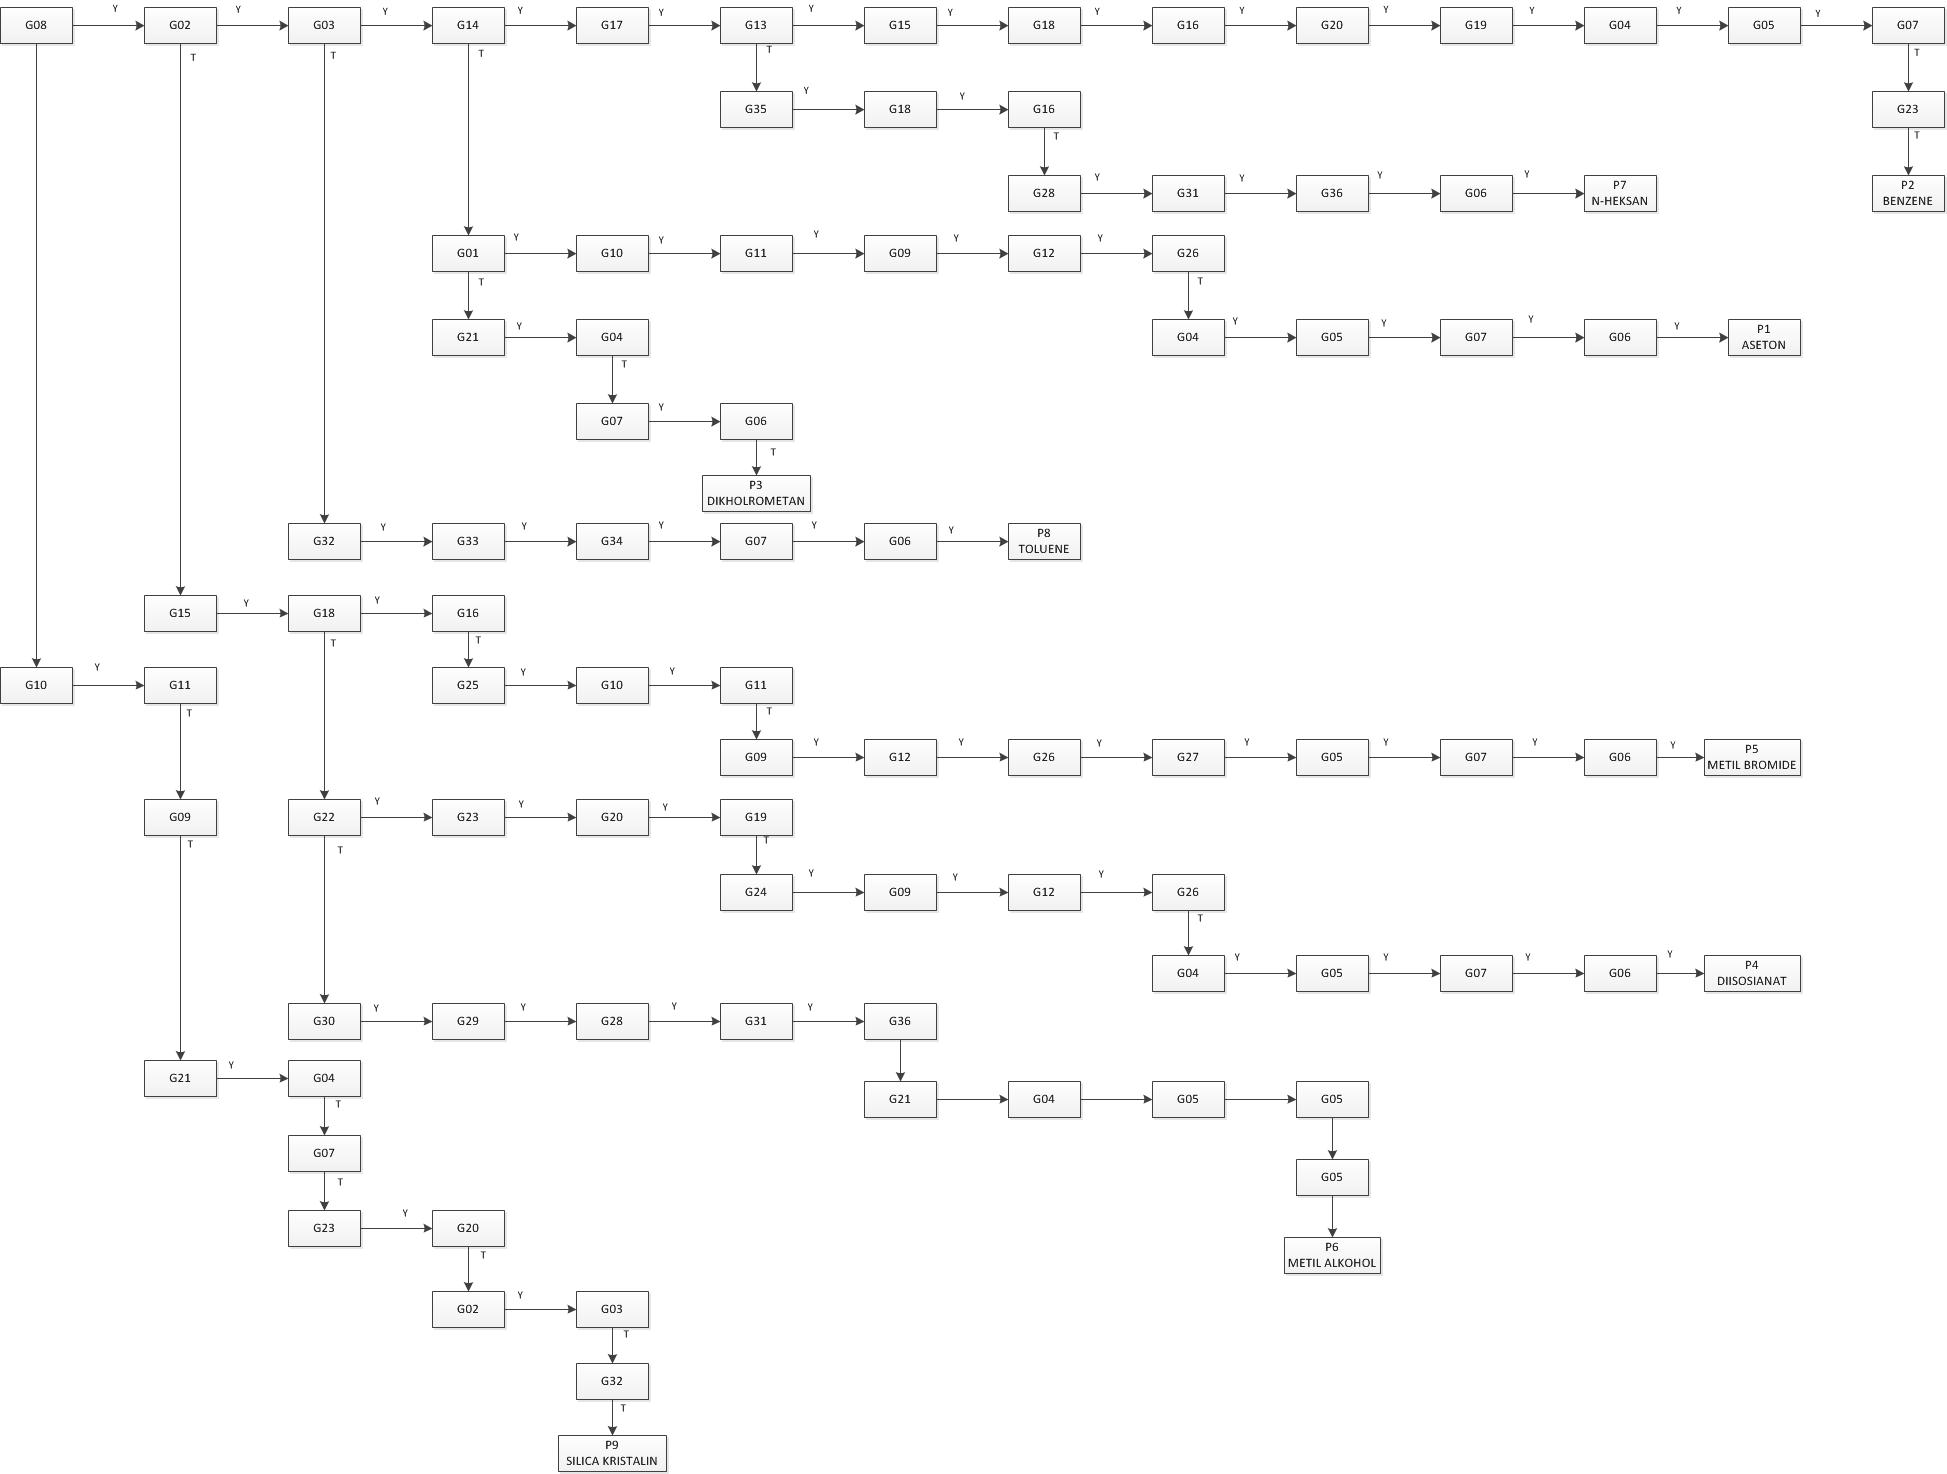 Y Y Y Y Y Y Y Y Y Y Y Y Y
G08 G02 G03 G14 G17 G13 G15 G18 G16 G20 G19 G04 G05 G07
T T T T T
Y Y
G35 G18 G16 G23
T T
Y Y Y Y
G28 G31 G36 G06 P7 P2
N-HEKSAN BENZENE
Y Y Y Y Y
G01 G10 G11 G09 G12 G26
T T
Y Y Y Y Y
G21 G04 G04 G05 G07 G06 P1
ASETON
T
Y
G07 G06
T
P3
DIKHOLROMETAN
Y Y Y Y Y
G32 G33 G34 G07 G06 P8
TOLUENE
Y Y
G15 G18 G16
T T
Y Y Y
G10 G11 G25 G10 G11
T T
Y Y Y Y Y Y Y
G09 G12 G26 G27 G05 G07 G06 P5
METIL BROMIDE
Y Y Y
G09 G22 G23 G20 G19
T T T
Y Y Y
G24 G09 G12 G26
T
Y Y Y Y
G04 G05 G07 G06 P4
DIISOSIANAT
Y Y Y Y
G30 G29 G28 G31 G36
Y
G21 G04
T
G21 G04 G05 G05
G07 G05
T
Y
G23 G20
T
P6
METIL ALKOHOL
Y
G02 G03
T
G32
T
P9
SILICA KRISTALIN